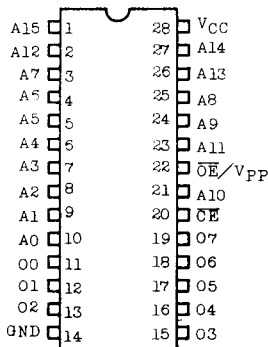 A15 1 28 VCC
A12 2 27 A14
A7 3 26 A13
A6 4 25 A8
A5 5 24 A9
A4 6 23 A11
A3 7 22 OE/VPP
A2 8 21 A10
A1 9 20 CE
A0 10 19 O7
O0 11 18 O6
O1 12 17 O5
O2 13 16 O4
GND 14 15 O3